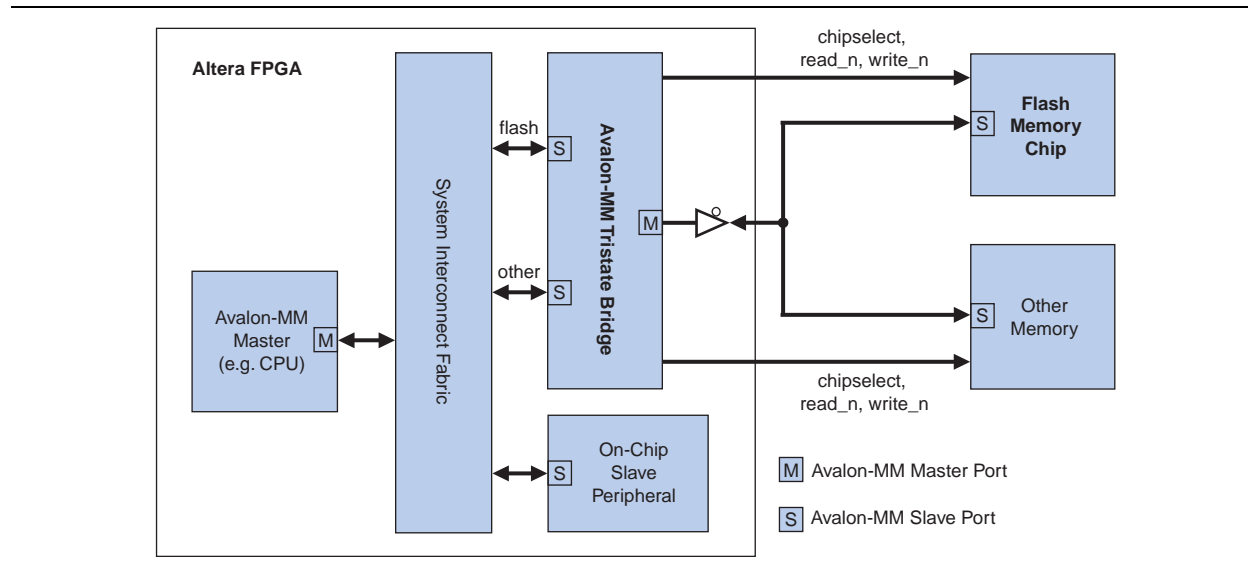 Altera FPGA
chipselect,
read_n, write_n
Flash
Memory
Chip
S
flash
S
Avalon-MM Tristate Bridge
M
System Interconnect Fabric
other
S
Avalon-MM
Master
(e.g. CPU)
M
S
Other
Memory
chipselect,
read_n, write_n
On-Chip
Slave
Peripheral
S
M Avalon-MM Master Port
S Avalon-MM Slave Port